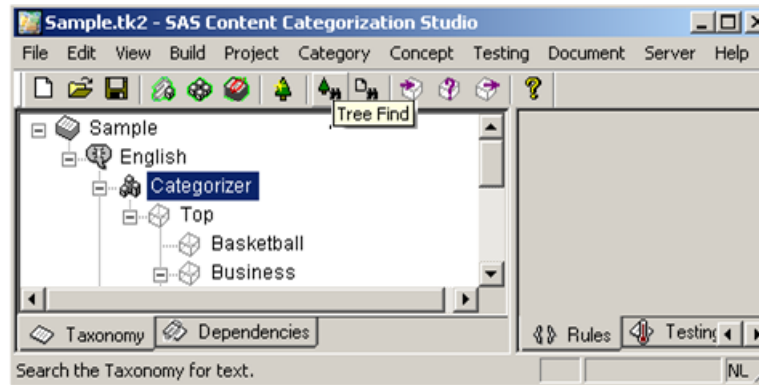 Sample.tk2 - SAS Content Categorization Studio
File Edit View Build Project Category Concept Testing Document Server Help
Tree Find
Sample
English
Categorizer
Top
Basketball
Business
Taxonomy Dependencies Rules Testing
Search the Taxonomy for text. NL